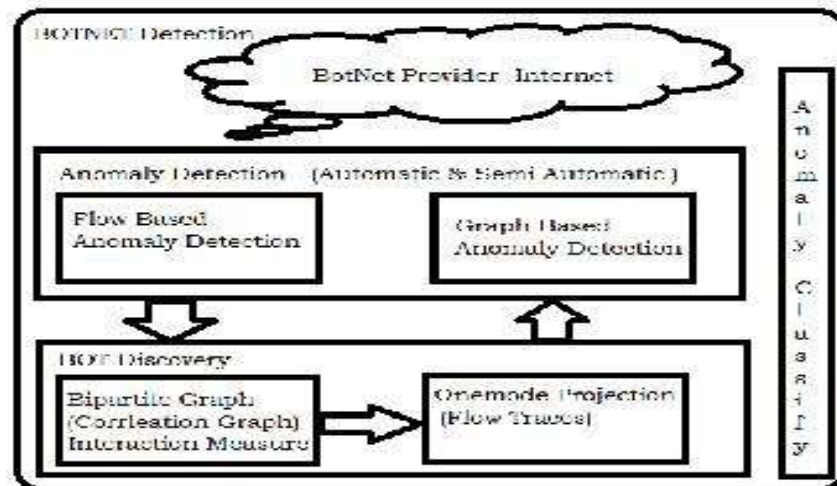 BOTNET Detection
BotNet Provider Internet
Anomaly Detection (Automatic & Semi Automatic )
Flow Based
Anomaly Detection
Graph Based
Anomaly Detection
BOT Discovery
Bipartite Graph
(Corrleation Graph)
Interaction Measure
Onemode Projection
(Flow Traces)
Anomaly Classify